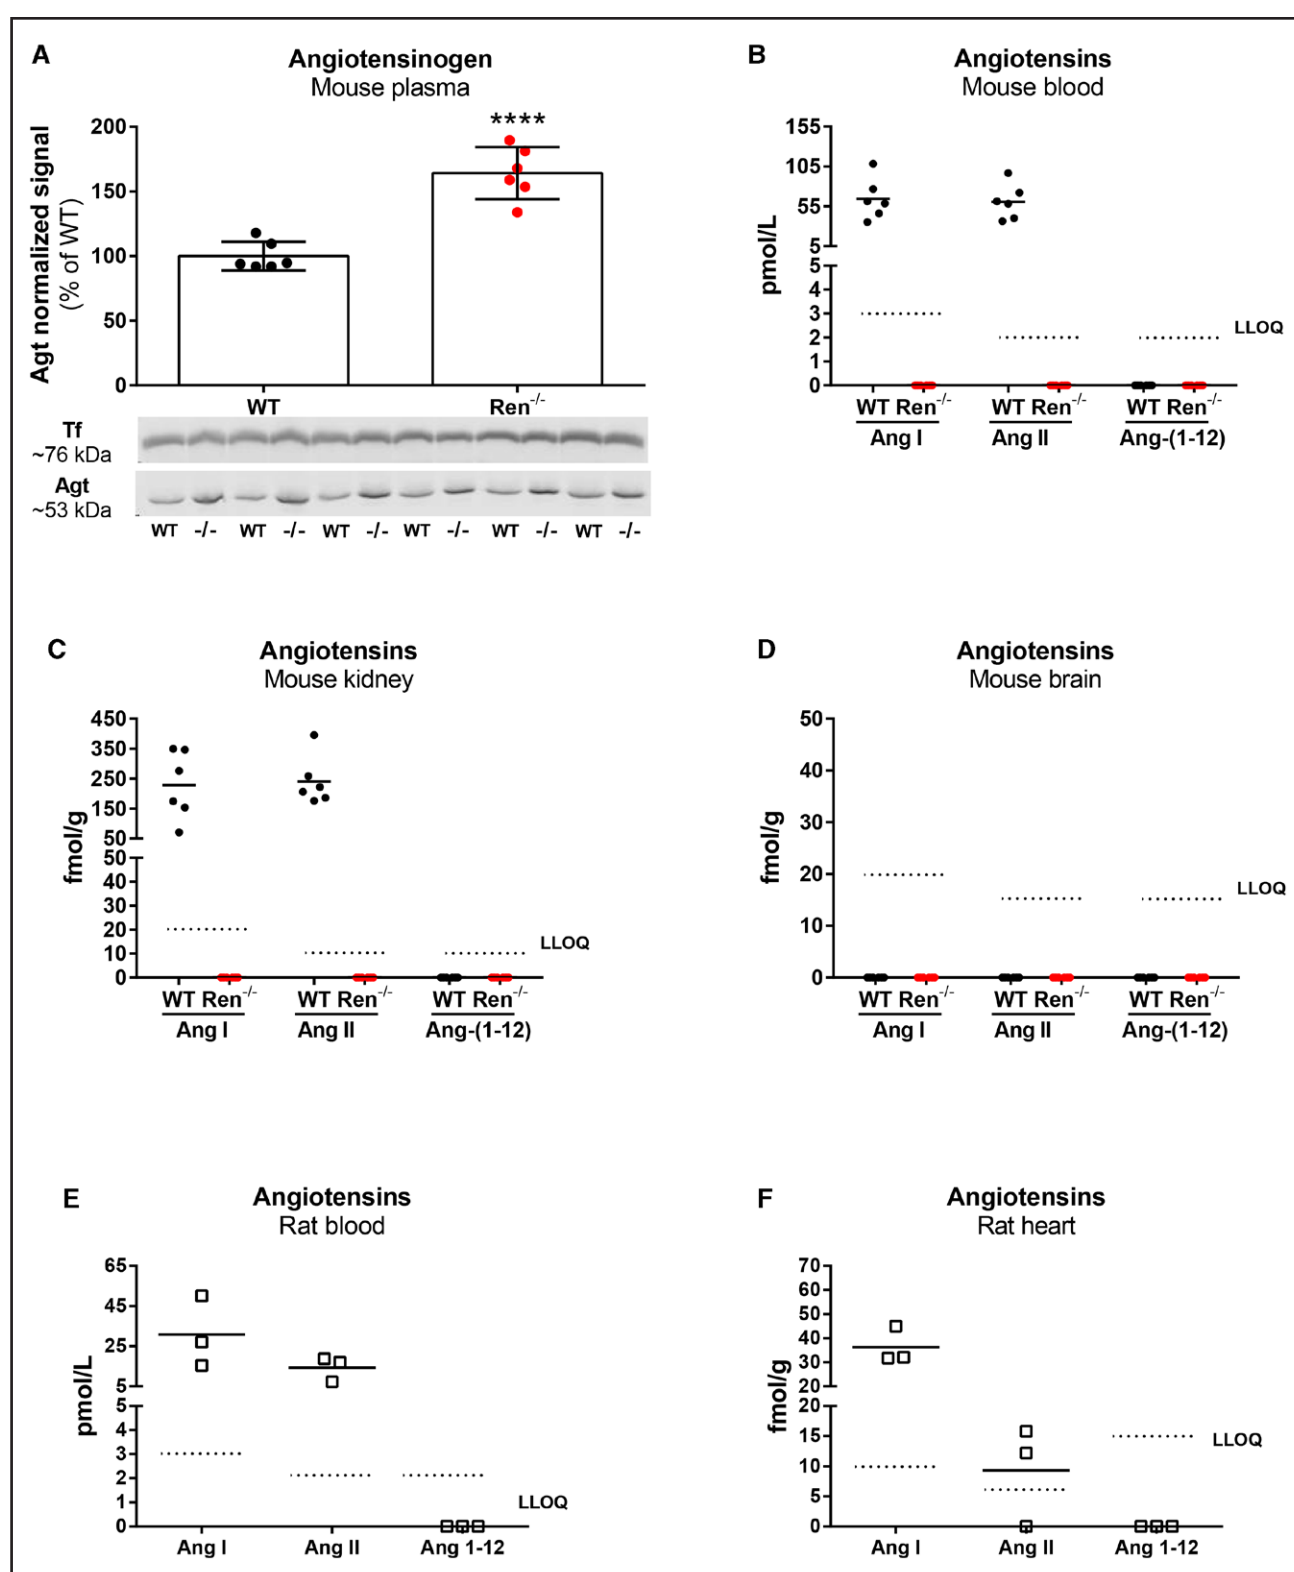 A
Angiotensinogen
Mouse plasma
Agt normalized signal
(% of WT)
200
150
100
50
0
****
WT
Ren-/-
Tf
~76 kDa
Agt
~53 kDa
WT -/- WT -/- WT -/- WT -/- WT -/- WT -/-
B
Angiotensins
Mouse blood
pmol/L
155
105
55
5
5
4
3
2
1
0
LLOQ
WT Ren-/- WT Ren-/- WT Ren-/-
Ang I Ang II Ang-(1-12)
C
Angiotensins
Mouse kidney
fmol/g
450
350
250
150
50
50
40
30
20
10
0
LLOQ
WT Ren-/- WT Ren-/- WT Ren-/-
Ang I Ang II Ang-(1-12)
D
Angiotensins
Mouse brain
fmol/g
50
40
30
20
10
0
LLOQ
WT Ren-/- WT Ren-/- WT Ren-/-
Ang I Ang II Ang-(1-12)
E
Angiotensins
Rat blood
pmol/L
65
45
25
5
5
4
3
2
1
0
LLOQ
Ang I Ang II Ang 1-12
F
Angiotensins
Rat heart
fmol/g
70
60
50
40
30
20
20
15
10
5
0
LLOQ
Ang I Ang II Ang 1-12